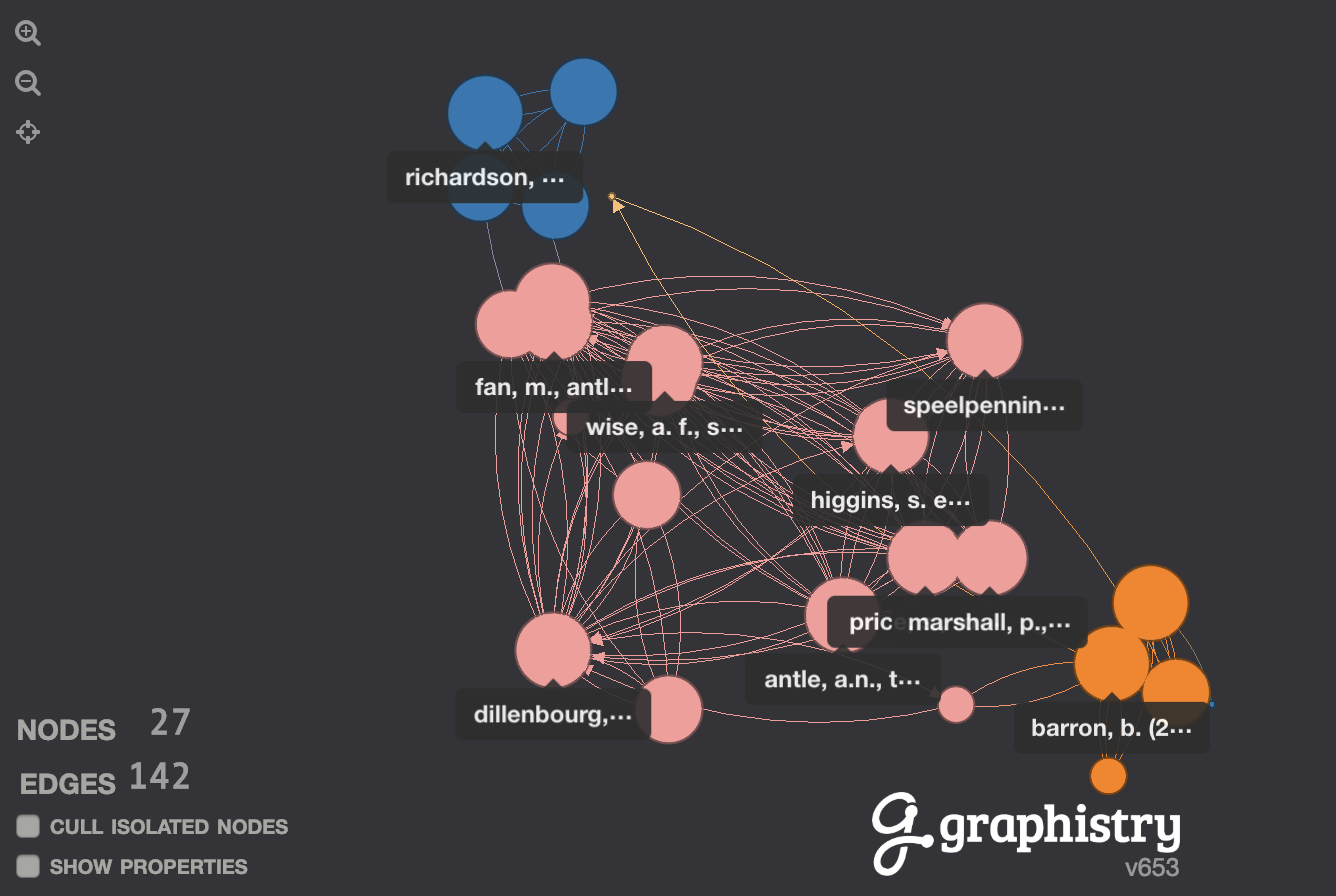 richardson, ···
fan, m., antl···
wise, a. f., s···
speelpennin···
higgins, s. e···
pric
marshall, p.,···
antle, a.n., t···
dillenbourg,···
barron, b. (2···
NODES 27
EDGES 142
CULL ISOLATED NODES
SHOW PROPERTIES
graphistry
v653